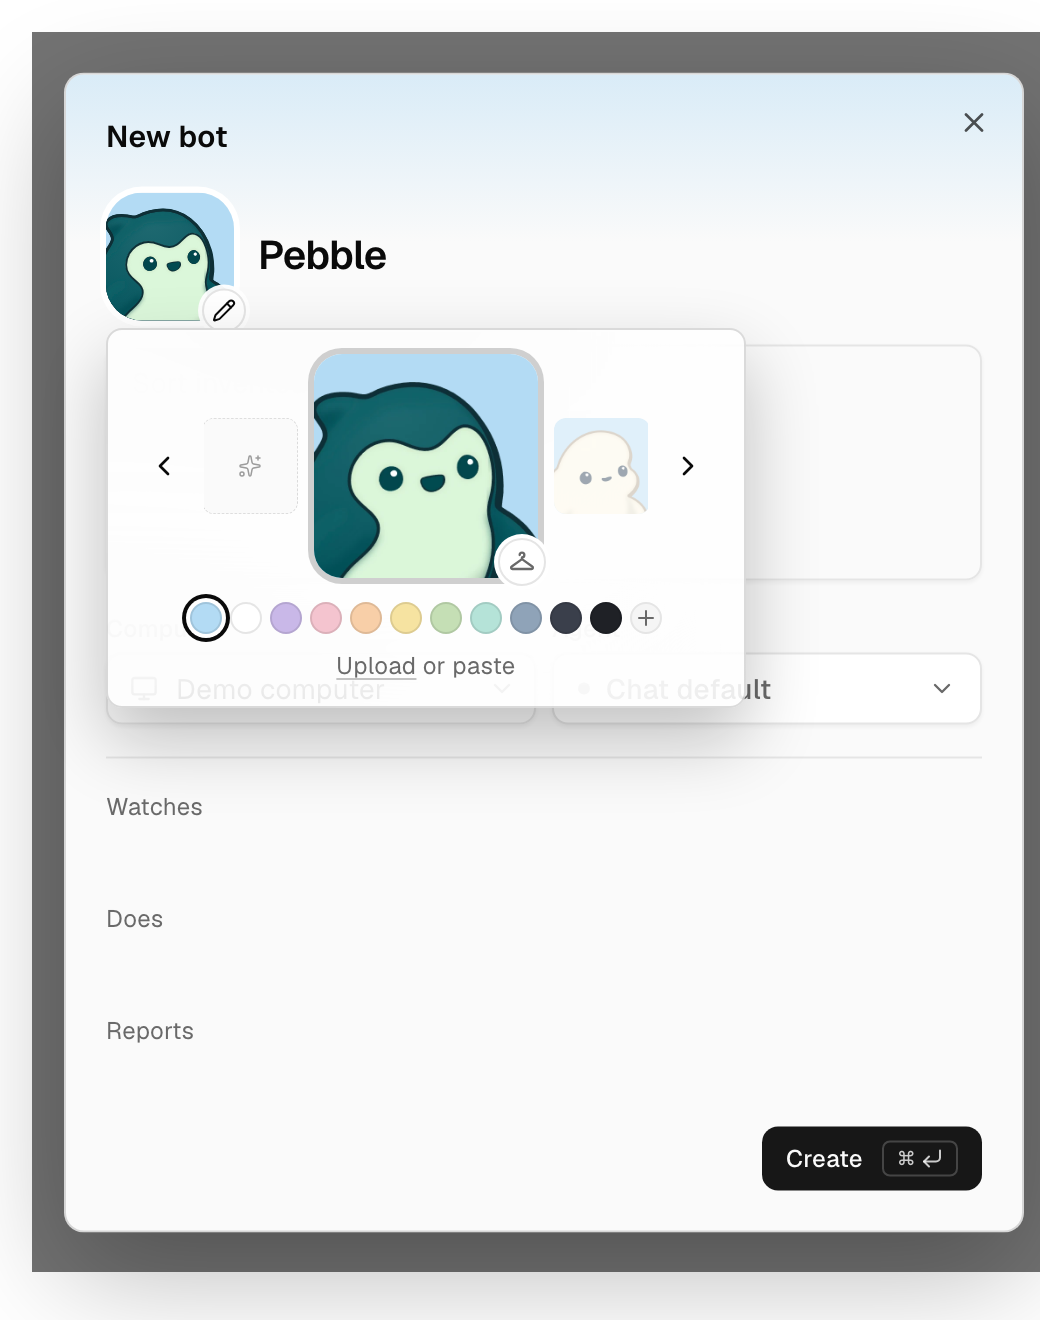 New bot
Pebble
Upload or paste
Demo computer
Chat default
Watches
Does
Reports
Create ⌘